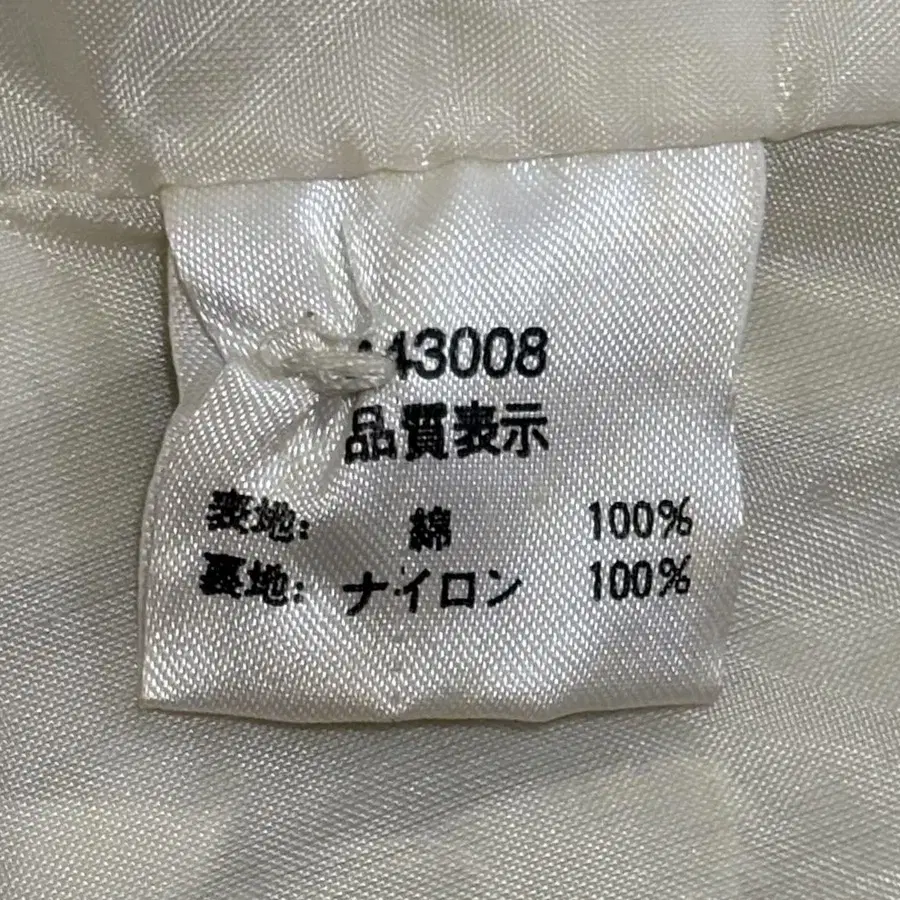 43008
品質表示
表地: 綿 100%
裏地: ナイロン 100%